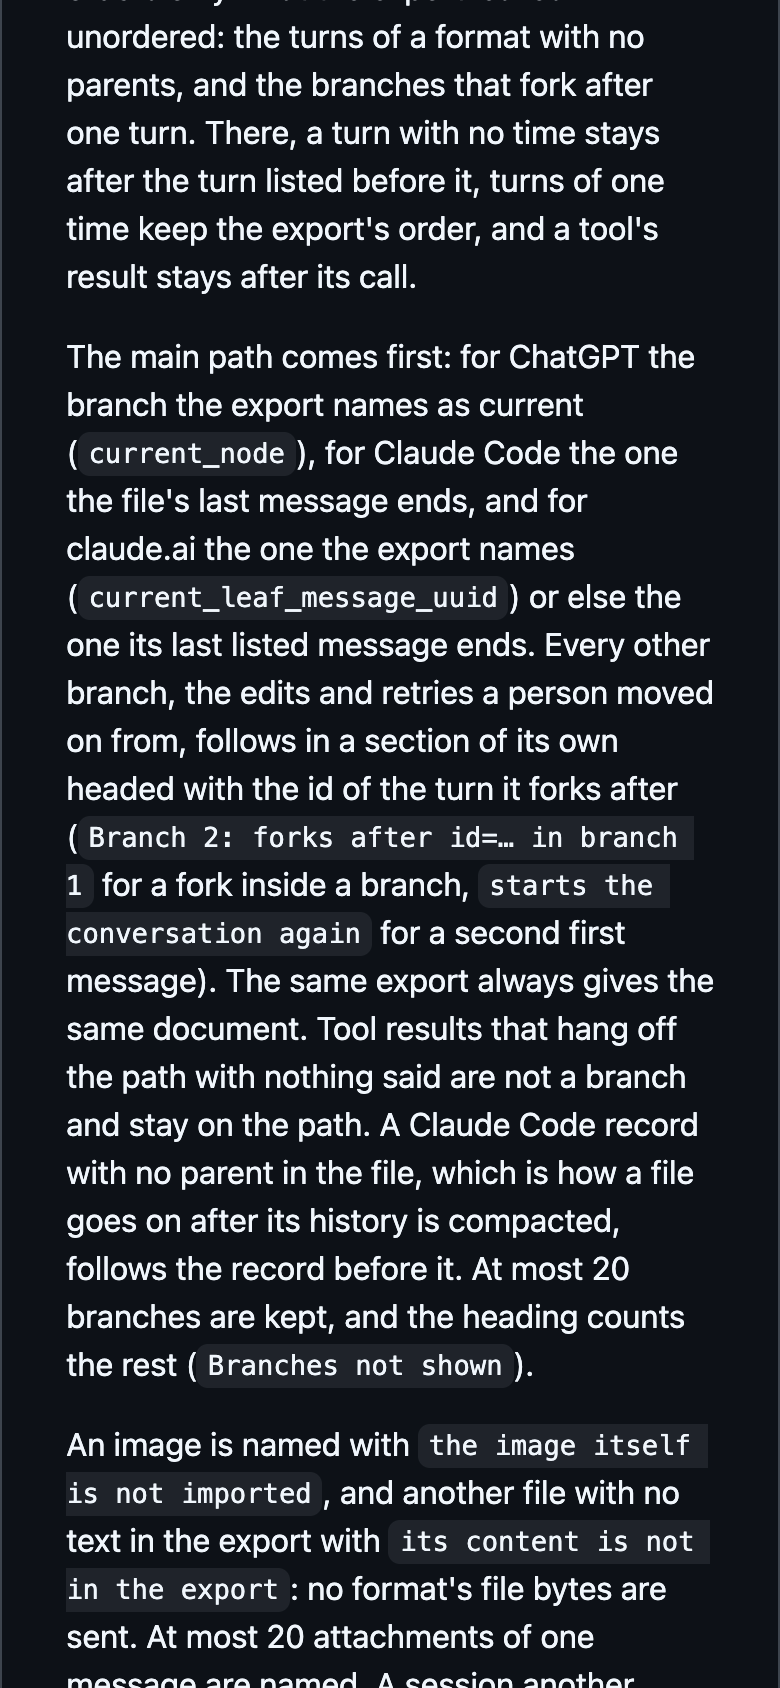 unordered: the turns of a format with no
parents, and the branches that fork after
one turn. There, a turn with no time stays
after the turn listed before it, turns of one
time keep the export's order, and a tool's
result stays after its call.
The main path comes first: for ChatGPT the
branch the export names as current
(current_node), for Claude Code the one
the file's last message ends, and for
claude.ai the one the export names
(current_leaf_message_uuid) or else the
one its last listed message ends. Every other
branch, the edits and retries a person moved
on from, follows in a section of its own
headed with the id of the turn it forks after
(Branch 2: forks after id=… in branch
1 for a fork inside a branch, starts the
conversation again for a second first
message). The same export always gives the
same document. Tool results that hang off
the path with nothing said are not a branch
and stay on the path. A Claude Code record
with no parent in the file, which is how a file
goes on after its history is compacted,
follows the record before it. At most 20
branches are kept, and the heading counts
the rest (Branches not shown).
An image is named with the image itself
is not imported, and another file with no
text in the export with its content is not
in the export: no format's file bytes are
sent. At most 20 attachments of one
message are named. A session another